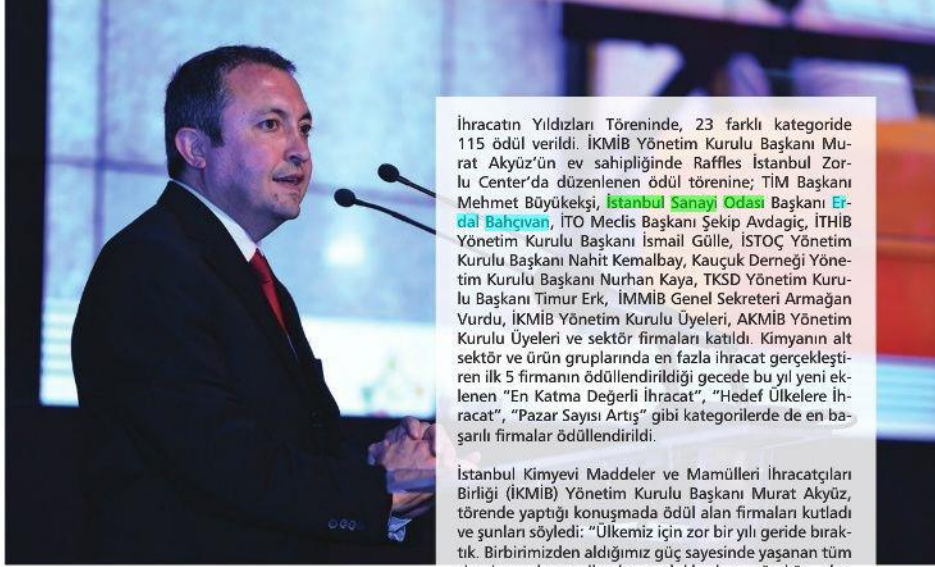 İhracatın Yıldızları Töreninde, 23 farklı kategoride
115 ödül verildi. İKMİB Yönetim Kurulu Başkanı Mu-
rat Akyüz’ün ev sahipliğinde Raffles İstanbul Zor-
lu Center’da düzenlenen ödül törenine; TİM Başkanı
Mehmet Büyükekşi, İstanbul Sanayi Odası Başkanı Er-
dal Bahçıvan, İTO Meclis Başkanı Şekip Avdagiç, İTHİB
Yönetim Kurulu Başkanı İsmail Gülle, İSTOÇ Yönetim
Kurulu Başkanı Nahit Kemalbay, Kauçuk Derneği Yöne-
tim Kurulu Başkanı Nurhan Kaya, TKSD Yönetim Kuru-
lu Başkanı Timur Erk, İMMİB Genel Sekreteri Armağan
Vurdu, İKMİB Yönetim Kurulu Üyeleri, AKMİB Yönetim
Kurulu Üyeleri ve sektör firmaları katıldı. Kimyanın alt
sektör ve ürün gruplarında en fazla ihracat gerçekleşti-
ren ilk 5 firmanın ödüllendirildiği gecede bu yıl yeni ek-
lenen “En Katma Değerli İhracat”, “Hedef Ülkelere İh-
racat”, “Pazar Sayısı Artış” gibi kategorilerde de en ba-
şarılı firmalar ödüllendirildi.
İstanbul Kimyevi Maddeler ve Mamülleri İhracatçıları
Birliği (İKMİB) Yönetim Kurulu Başkanı Murat Akyüz,
törende yaptığı konuşmada ödül alan firmaları kutladı
ve şunları söyledi: “Ülkemiz için zor bir yılı geride bırak-
tık. Birbirimizden aldığımız güç sayesinde yaşanan tüm